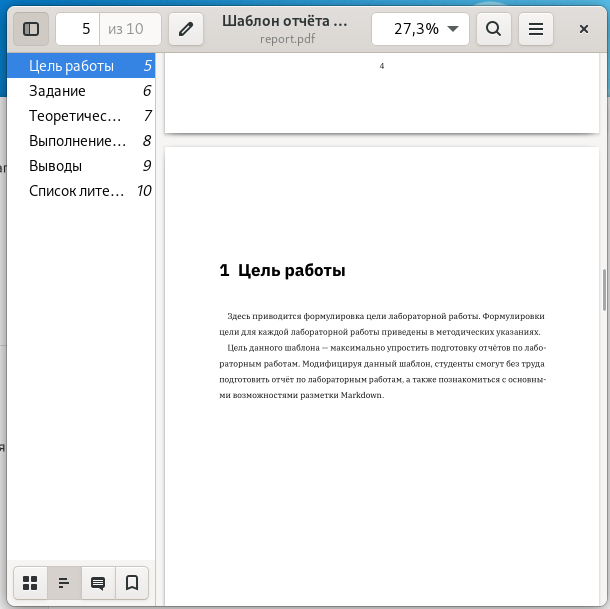 5 из 10
Шаблон отчёта ...
report.pdf
27,3%
Цель работы 5
Задание 6
Теоретичес... 7
Выполнение... 8
Выводы 9
Список лите... 10
4
1 Цель работы
Здесь приводится формулировка цели лабораторной работы. Формулировки
цели для каждой лабораторной работы приведены в методических указаниях.
Цель данного шаблона — максимально упростить подготовку отчётов по лабо-
раторным работам. Модифицируя данный шаблон, студенты смогут без труда
подготовить отчёт по лабораторным работам, а также познакомиться с основны-
ми возможностями разметки Markdown.